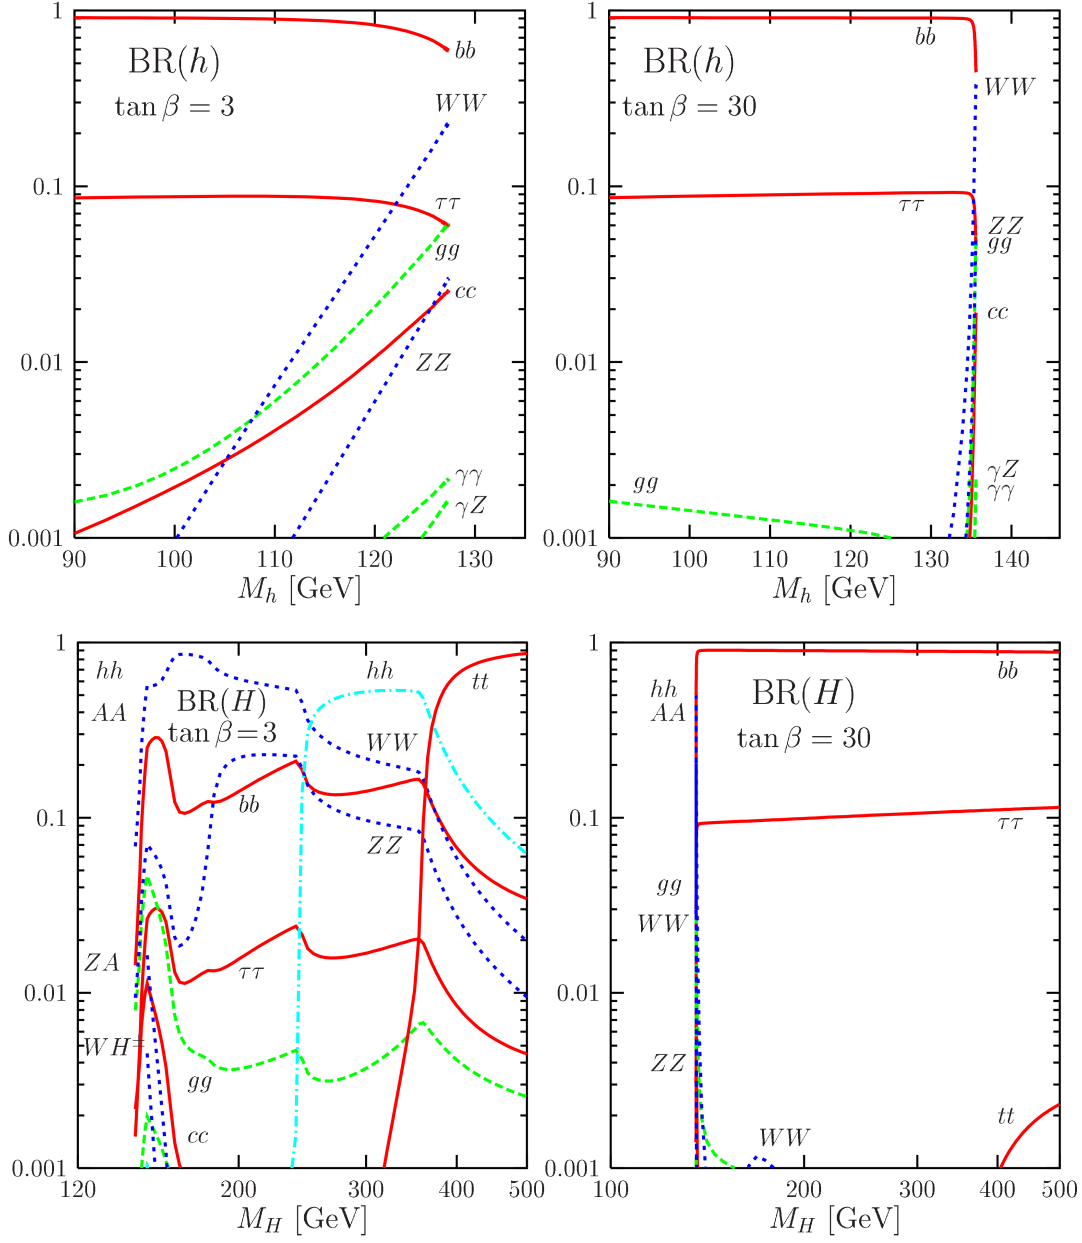 1
0.1
0.01
0.001
90
100
110
120
130
M_h [GeV]
BR(h)
tan β = 3
bb
WW
ττ
gg
cc
ZZ
γγ
γZ
1
0.1
0.01
0.001
90
100
110
120
130
140
M_h [GeV]
BR(h)
tan β = 30
bb
WW
ττ
ZZ
gg
cc
gg
γZ
γγ
1
0.1
0.01
0.001
120
200
300
400
500
M_H [GeV]
hh
AA
BR(H)
tan β = 3
hh
tt
WW
bb
ZZ
ZA
ττ
WH±
gg
cc
1
0.1
0.01
0.001
100
200
300
400
500
M_H [GeV]
bb
hh
AA
BR(H)
tan β = 30
ττ
gg
WW
ZZ
WW
tt